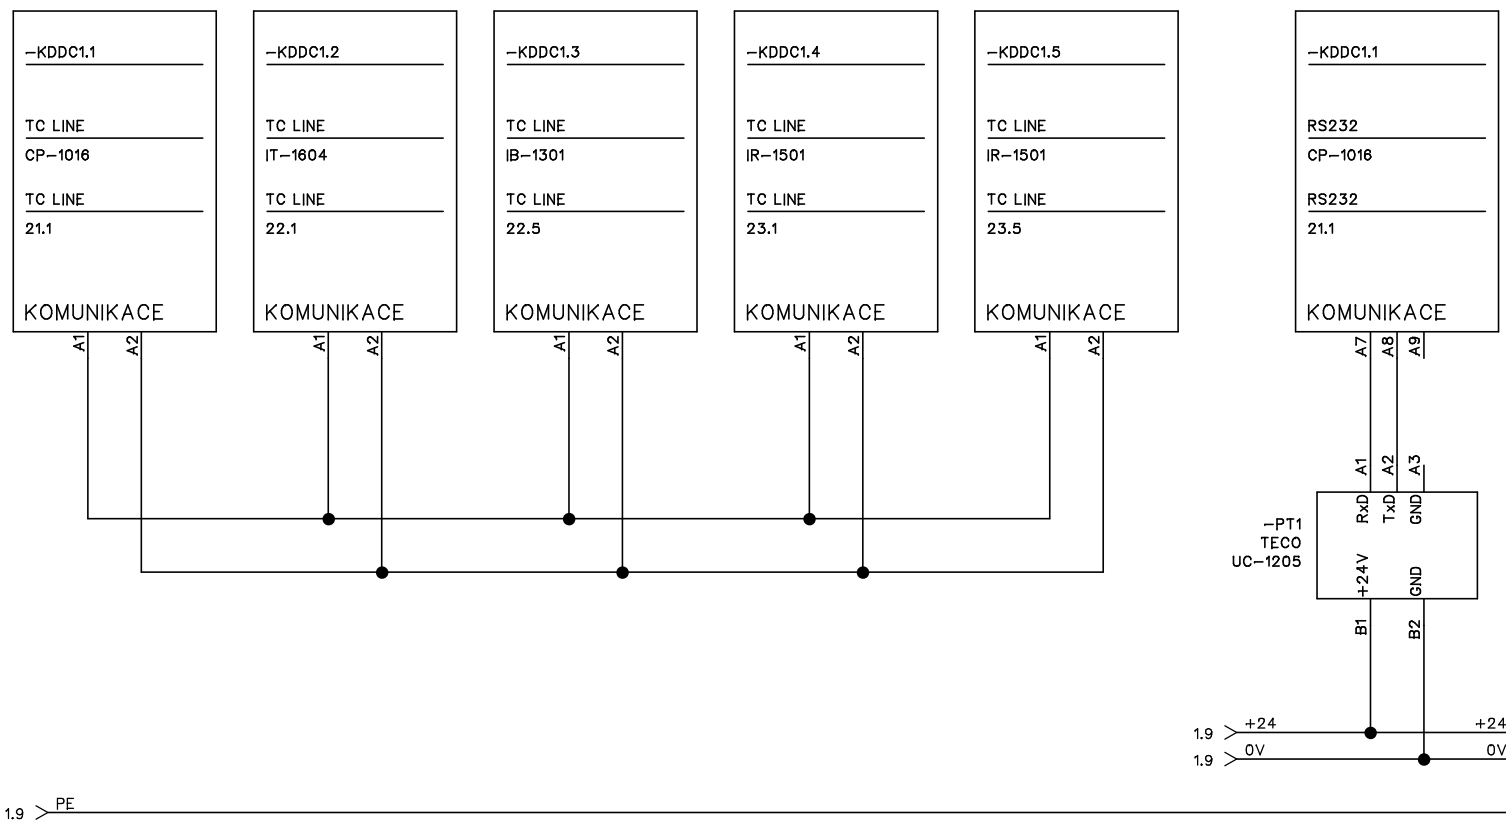 -KDDC1.1
TC LINE
CP-1016
TC LINE
21.1
KOMUNIKACE
A1
A2
-KDDC1.2
TC LINE
IT-1604
TC LINE
22.1
KOMUNIKACE
A1
A2
-KDDC1.3
TC LINE
IB-1301
TC LINE
22.5
KOMUNIKACE
A1
A2
-KDDC1.4
TC LINE
IR-1501
TC LINE
23.1
KOMUNIKACE
A1
A2
-KDDC1.5
TC LINE
IR-1501
TC LINE
23.5
KOMUNIKACE
A1
A2
-KDDC1.1
RS232
CP-1016
RS232
21.1
KOMUNIKACE
A7
A8
A9
A1
A2
A3
RxD
TxD
GND
-PT1
TECO
UC-1205
+24V
GND
B1
B2
1.9
+24
+24
1.9
0V
0V
1.9
PE